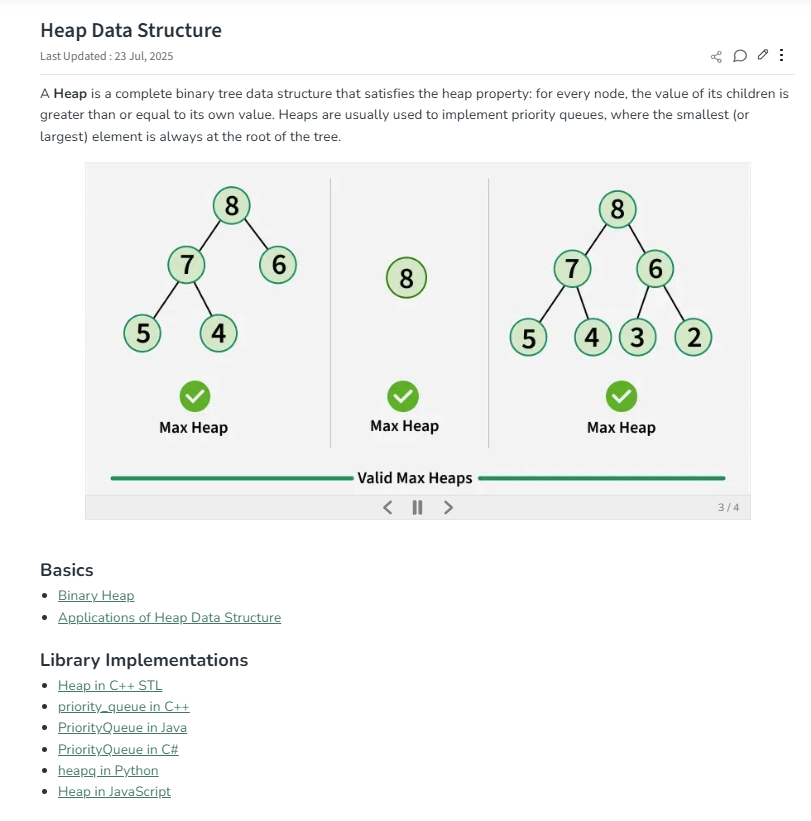 Heap Data Structure
Last Updated : 23 Jul, 2025
A Heap is a complete binary tree data structure that satisfies the heap property: for every node, the value of its children is
greater than or equal to its own value. Heaps are usually used to implement priority queues, where the smallest (or
largest) element is always at the root of the tree.
8
7 6
5 4
Max Heap
8
Max Heap
8
7 6
5 4 3 2
Max Heap
Valid Max Heaps
3 / 4
Basics
Binary Heap
Applications of Heap Data Structure
Library Implementations
Heap in C++ STL
priority_queue in C++
PriorityQueue in Java
PriorityQueue in C#
heapq in Python
Heap in JavaScript